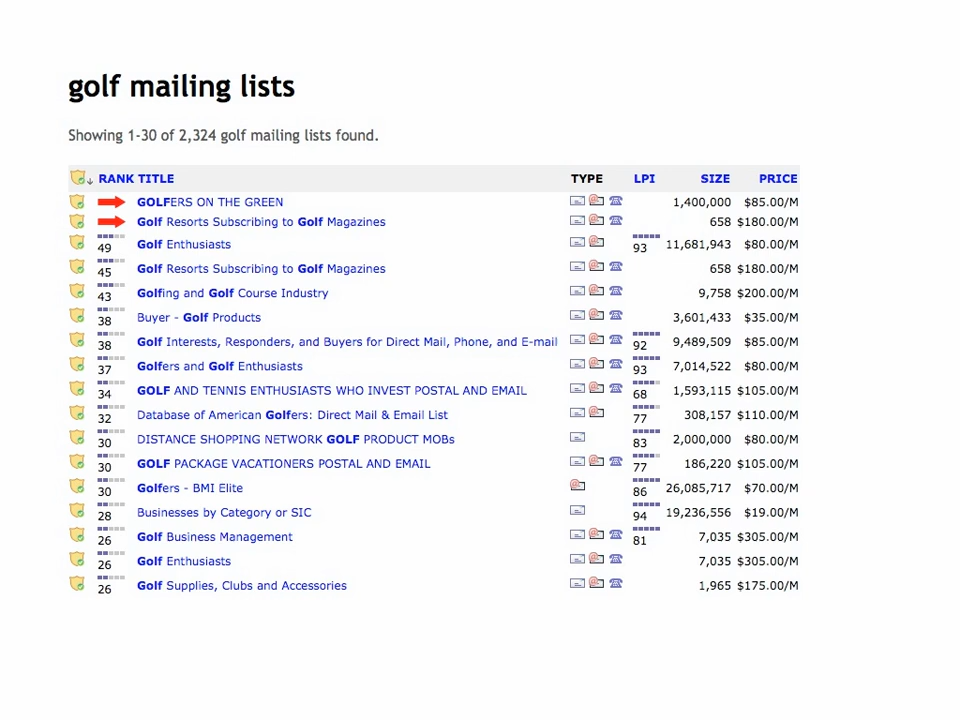 golf mailing lists
Showing 1-30 of 2,324 golf mailing lists found.
RANK TITLE TYPE LPI SIZE PRICE
GOLFERS ON THE GREEN 1,400,000 $85.00/M
Golf Resorts Subscribing to Golf Magazines 658 $180.00/M
49 Golf Enthusiasts 93 11,681,943 $80.00/M
45 Golf Resorts Subscribing to Golf Magazines 658 $180.00/M
43 Golfing and Golf Course Industry 9,758 $200.00/M
38 Buyer - Golf Products 3,601,433 $35.00/M
38 Golf Interests, Responders, and Buyers for Direct Mail, Phone, and E-mail 92 9,489,509 $85.00/M
37 Golfers and Golf Enthusiasts 93 7,014,522 $80.00/M
34 GOLF AND TENNIS ENTHUSIASTS WHO INVEST POSTAL AND EMAIL 68 1,593,115 $105.00/M
32 Database of American Golfers: Direct Mail & Email List 77 308,157 $110.00/M
30 DISTANCE SHOPPING NETWORK GOLF PRODUCT MOBs 83 2,000,000 $80.00/M
30 GOLF PACKAGE VACATIONERS POSTAL AND EMAIL 77 186,220 $105.00/M
30 Golfers - BMI Elite 86 26,085,717 $70.00/M
28 Businesses by Category or SIC 94 19,236,556 $19.00/M
26 Golf Business Management 81 7,035 $305.00/M
26 Golf Enthusiasts 7,035 $305.00/M
26 Golf Supplies, Clubs and Accessories 1,965 $175.00/M